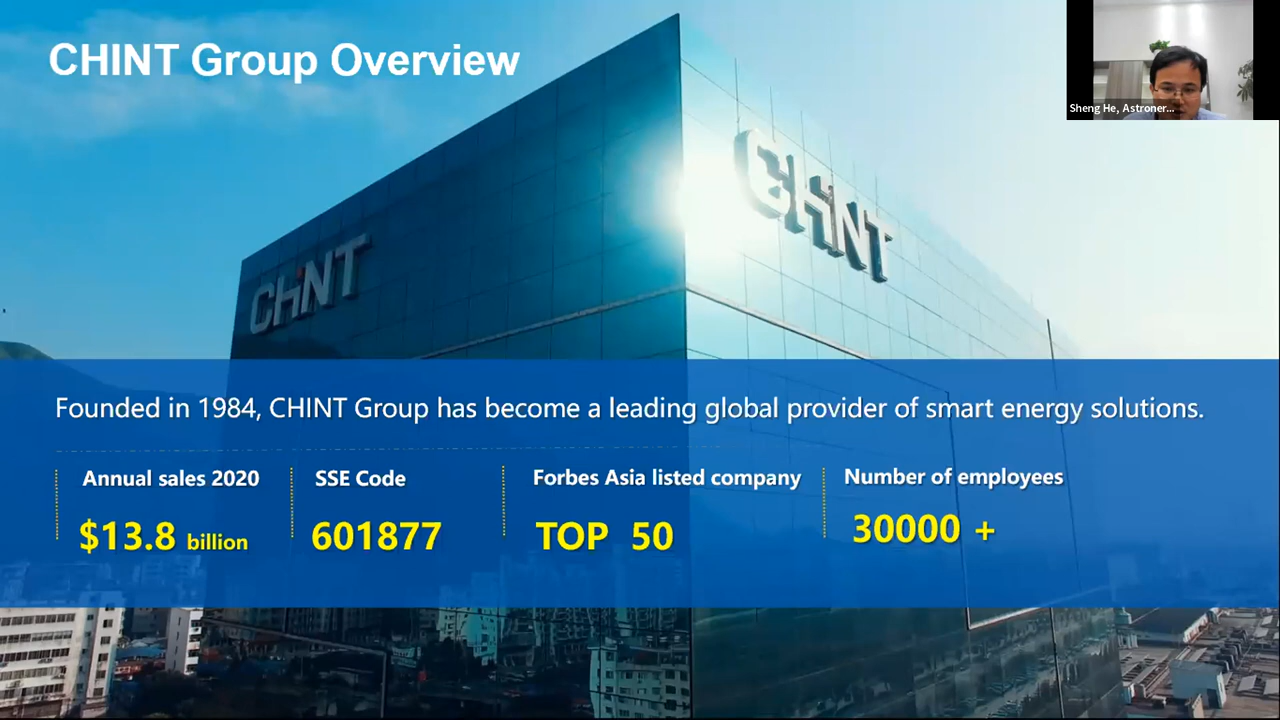 CHINT Group Overview
Sheng He, Astroner...
CHINT
CHINT
Founded in 1984, CHINT Group has become a leading global provider of smart energy solutions.
Annual sales 2020
SSE Code
Forbes Asia listed company
Number of employees
$13.8 billion
601877
TOP 50
30000 +